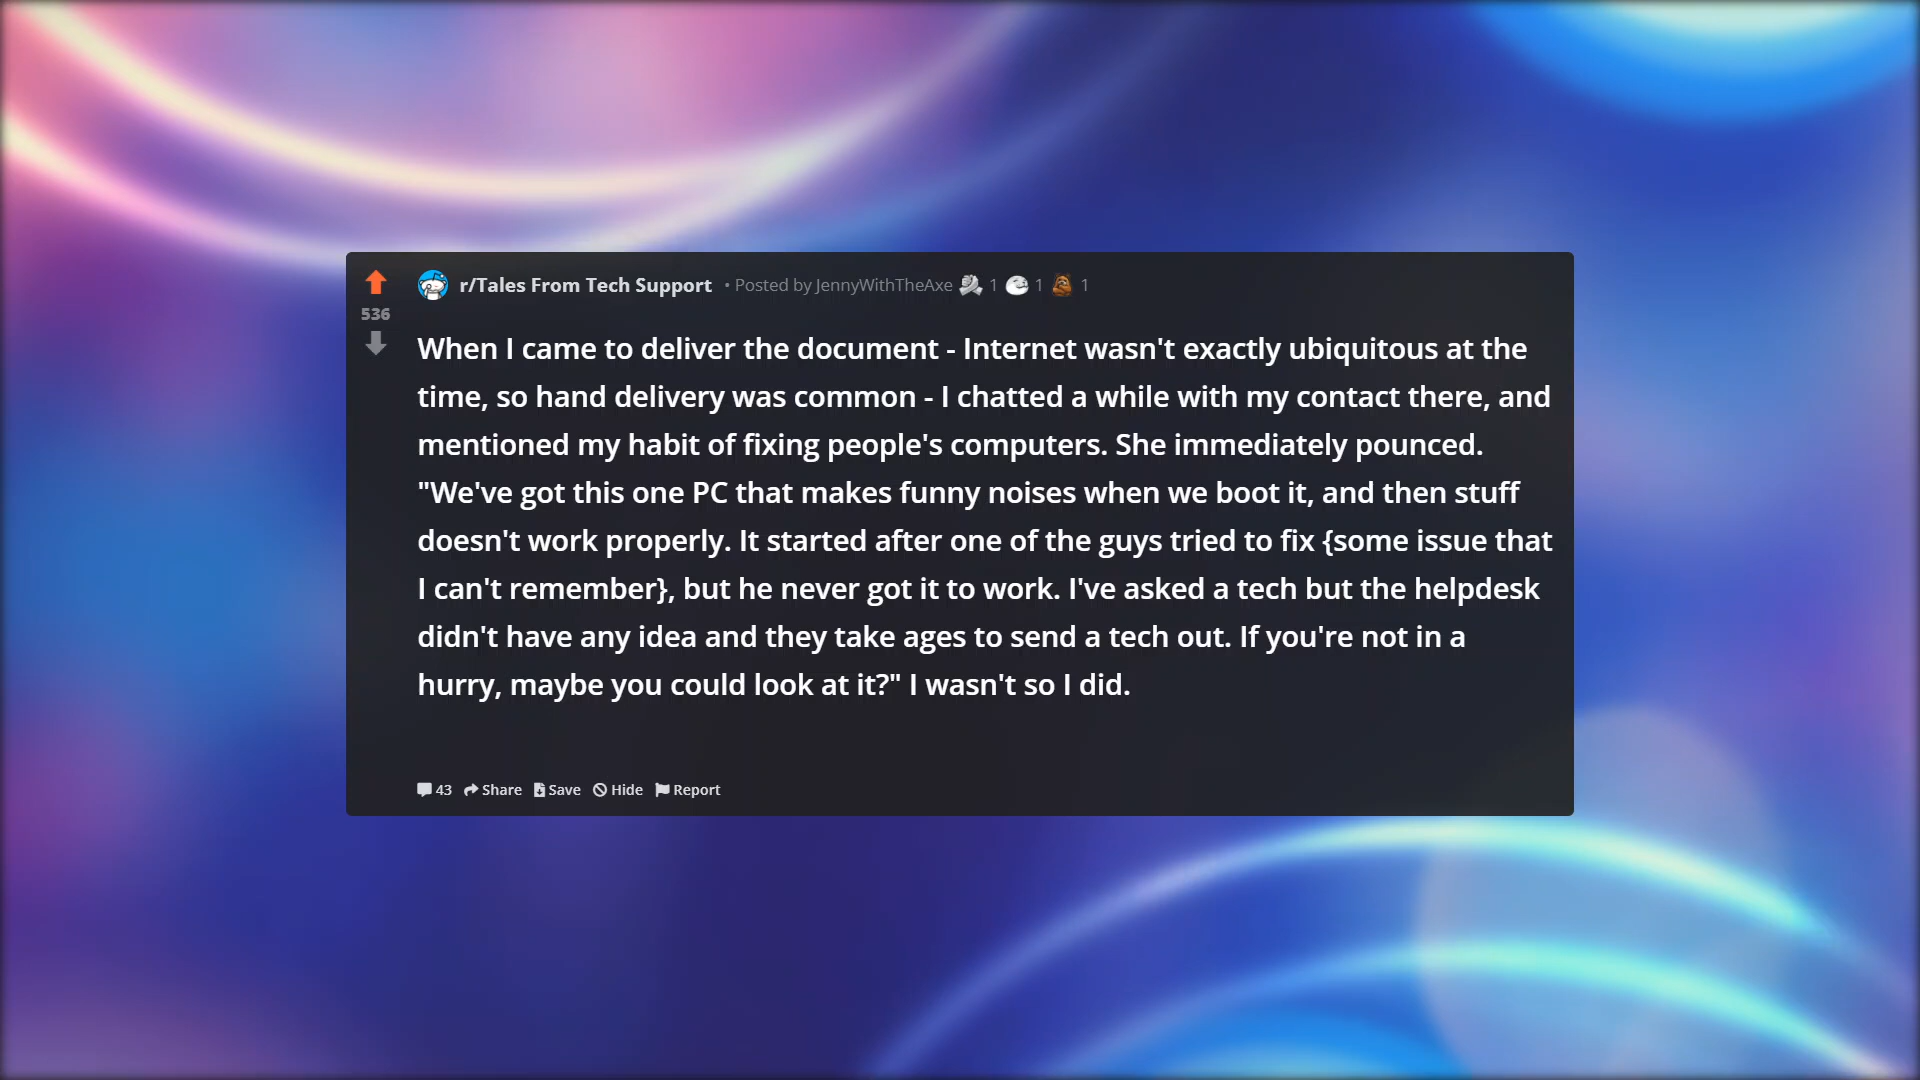 r/Tales From Tech Support • Posted by JennyWithTheAxe 1 1 1
536
When I came to deliver the document - Internet wasn't exactly ubiquitous at the
time, so hand delivery was common - I chatted a while with my contact there, and
mentioned my habit of fixing people's computers. She immediately pounced.
"We've got this one PC that makes funny noises when we boot it, and then stuff
doesn't work properly. It started after one of the guys tried to fix {some issue that
I can't remember}, but he never got it to work. I've asked a tech but the helpdesk
didn't have any idea and they take ages to send a tech out. If you're not in a
hurry, maybe you could look at it?" I wasn't so I did.
43 Share Save Hide Report